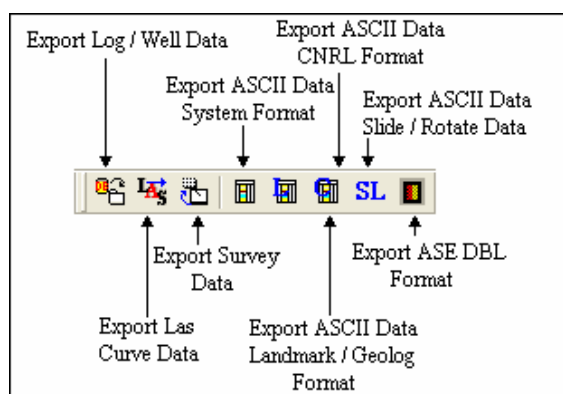 Export ASCII Data
CNRL Format
Export Log / Well Data
Export ASCII Data
System Format
Export ASCII Data
Slide / Rotate Data
LAS
L
C
SL
Export Survey
Data
Export ASE DBL
Format
Export Las
Curve Data
Export ASCII Data
Landmark / Geolog
Format